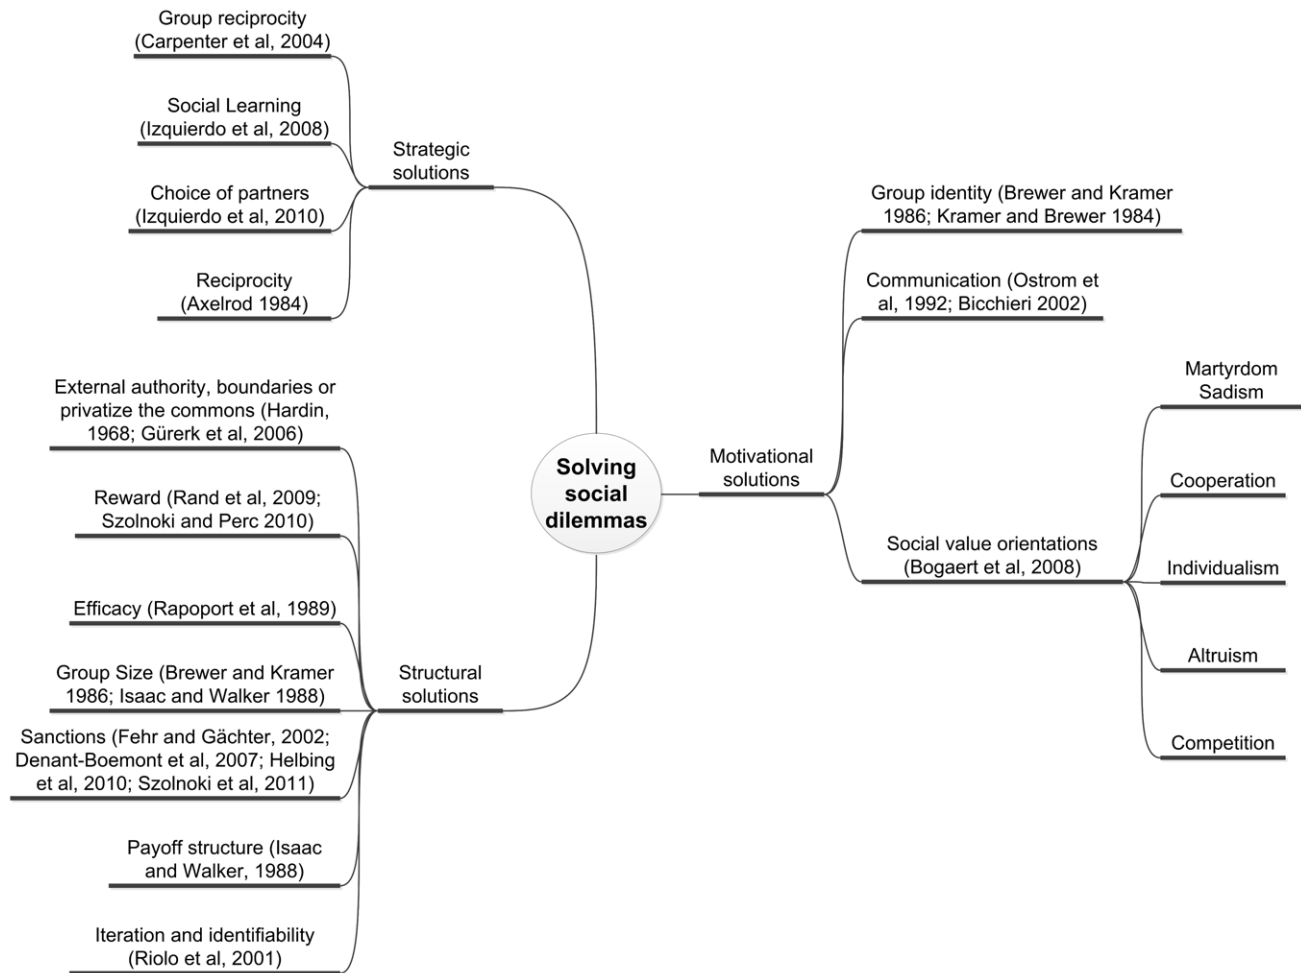 Group reciprocity
(Carpenter et al, 2004)
Social Learning
(Izquierdo et al, 2008)
Choice of partners
(Izquierdo et al, 2010)
Reciprocity
(Axelrod 1984)
Strategic
solutions
External authority, boundaries or
privatize the commons (Hardin,
1968; Gürerk et al, 2006)
Reward (Rand et al, 2009;
Szolnoki and Perc 2010)
Efficacy (Rapoport et al, 1989)
Group Size (Brewer and Kramer
1986; Isaac and Walker 1988)
Sanctions (Fehr and Gächter, 2002;
Denant-Boemont et al, 2007; Helbing
et al, 2010; Szolnoki et al, 2011)
Payoff structure (Isaac
and Walker, 1988)
Iteration and identifiability
(Riolo et al, 2001)
Structural
solutions
Solving
social
dilemmas
Motivational
solutions
Group identity (Brewer and Kramer
1986; Kramer and Brewer 1984)
Communication (Ostrom et
al, 1992; Bicchieri 2002)
Social value orientations
(Bogaert et al, 2008)
Martyrdom
Sadism
Cooperation
Individualism
Altruism
Competition